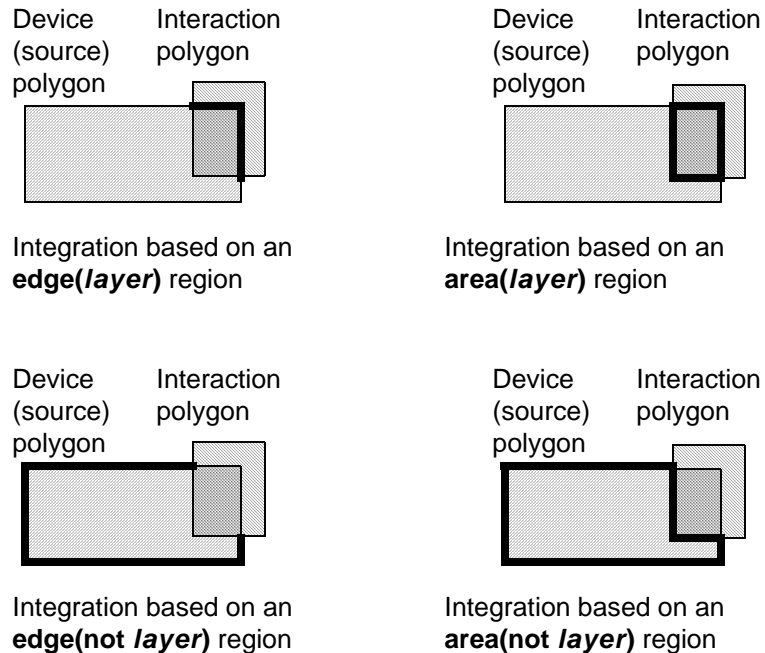 Device
(source)
polygon
Interaction
polygon
Integration based on an
edge(layer) region
Device
(source)
polygon
Interaction
polygon
Integration based on an
area(layer) region
Device
(source)
polygon
Interaction
polygon
Integration based on an
edge(not layer) region
Device
(source)
polygon
Interaction
polygon
Integration based on an
area(not layer) region